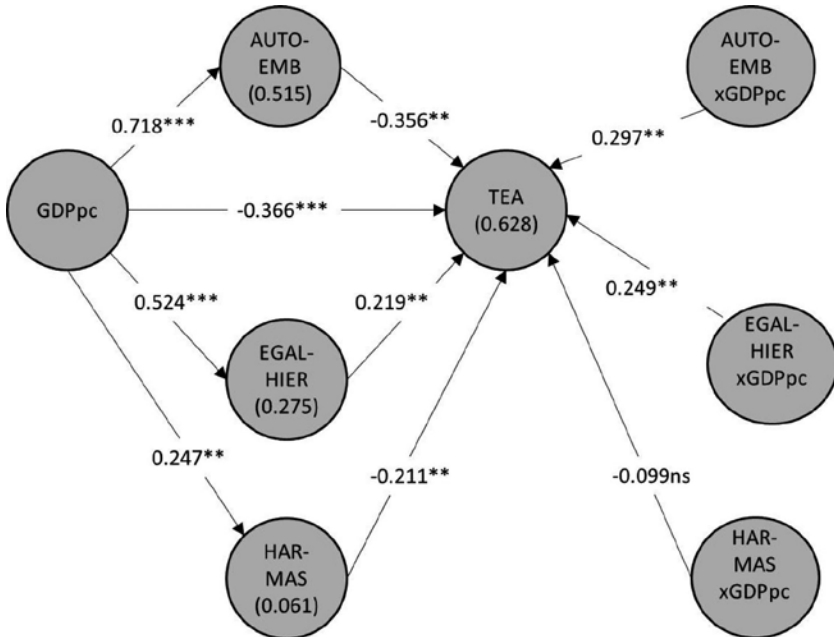 AUTO-
EMB
(0.515)
AUTO-
EMB
xGDPpc
0.718***
-0.356**
0.297**
GDPpc
-0.366***
TEA
(0.628)
0.524***
0.219**
0.249**
EGAL-
HIER
(0.275)
EGAL-
HIER
xGDPpc
0.247**
-0.211**
-0.099ns
HAR-
MAS
(0.061)
HAR-
MAS
xGDPpc